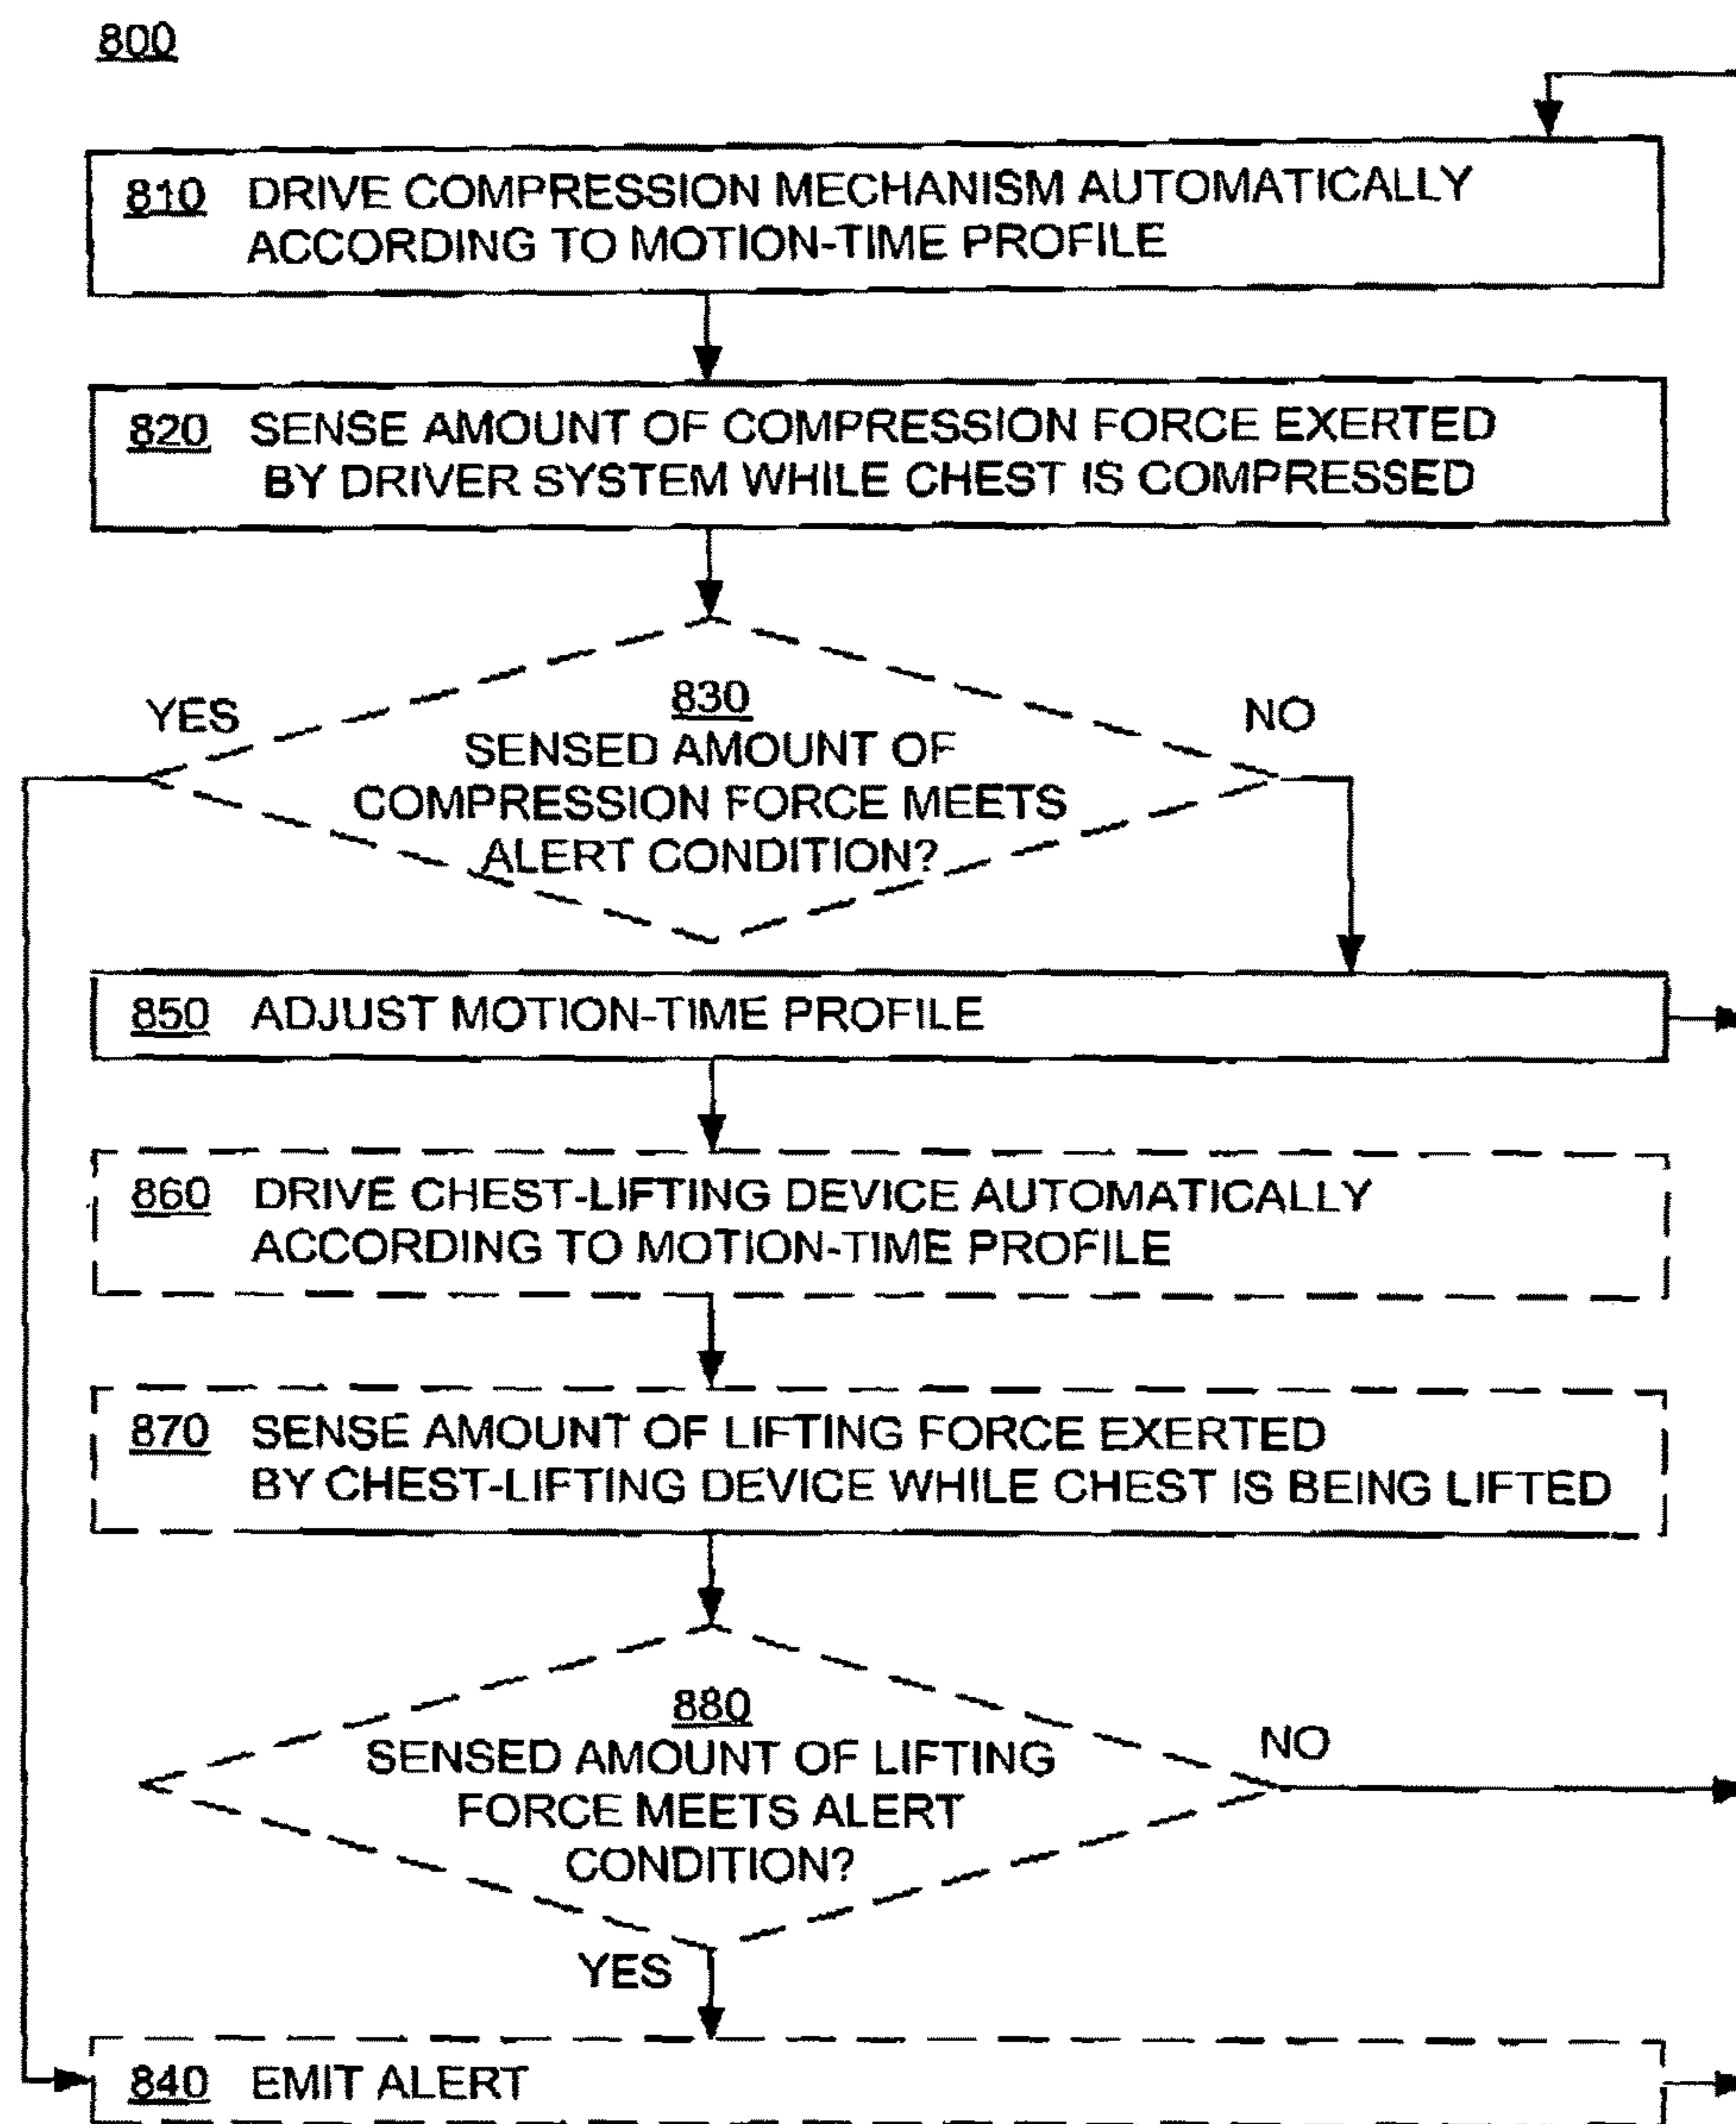 800
810 DRIVE COMPRESSION MECHANISM AUTOMATICALLY
ACCORDING TO MOTION-TIME PROFILE
820 SENSE AMOUNT OF COMPRESSION FORCE EXERTED
BY DRIVER SYSTEM WHILE CHEST IS COMPRESSED
YES
NO
830
SENSED AMOUNT OF
COMPRESSION FORCE MEETS
ALERT CONDITION?
850 ADJUST MOTION-TIME PROFILE
860 DRIVE CHEST-LIFTING DEVICE AUTOMATICALLY
ACCORDING TO MOTION-TIME PROFILE
870 SENSE AMOUNT OF LIFTING FORCE EXERTED
BY CHEST-LIFTING DEVICE WHILE CHEST IS BEING LIFTED
880
NO
SENSED AMOUNT OF LIFTING
FORCE MEETS ALERT
CONDITION?
YES
840 EMIT ALERT